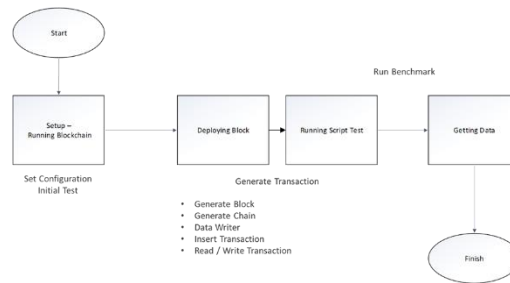 Start
Run Benchmark
Setup –
Running Blockchain
Deploying Block
Running Script Test
Getting Data
Set Configuration
Initial Test
Generate Transaction
• Generate Block
• Generate Chain
• Data Writer
• Insert Transaction
• Read / Write Transaction
Finish